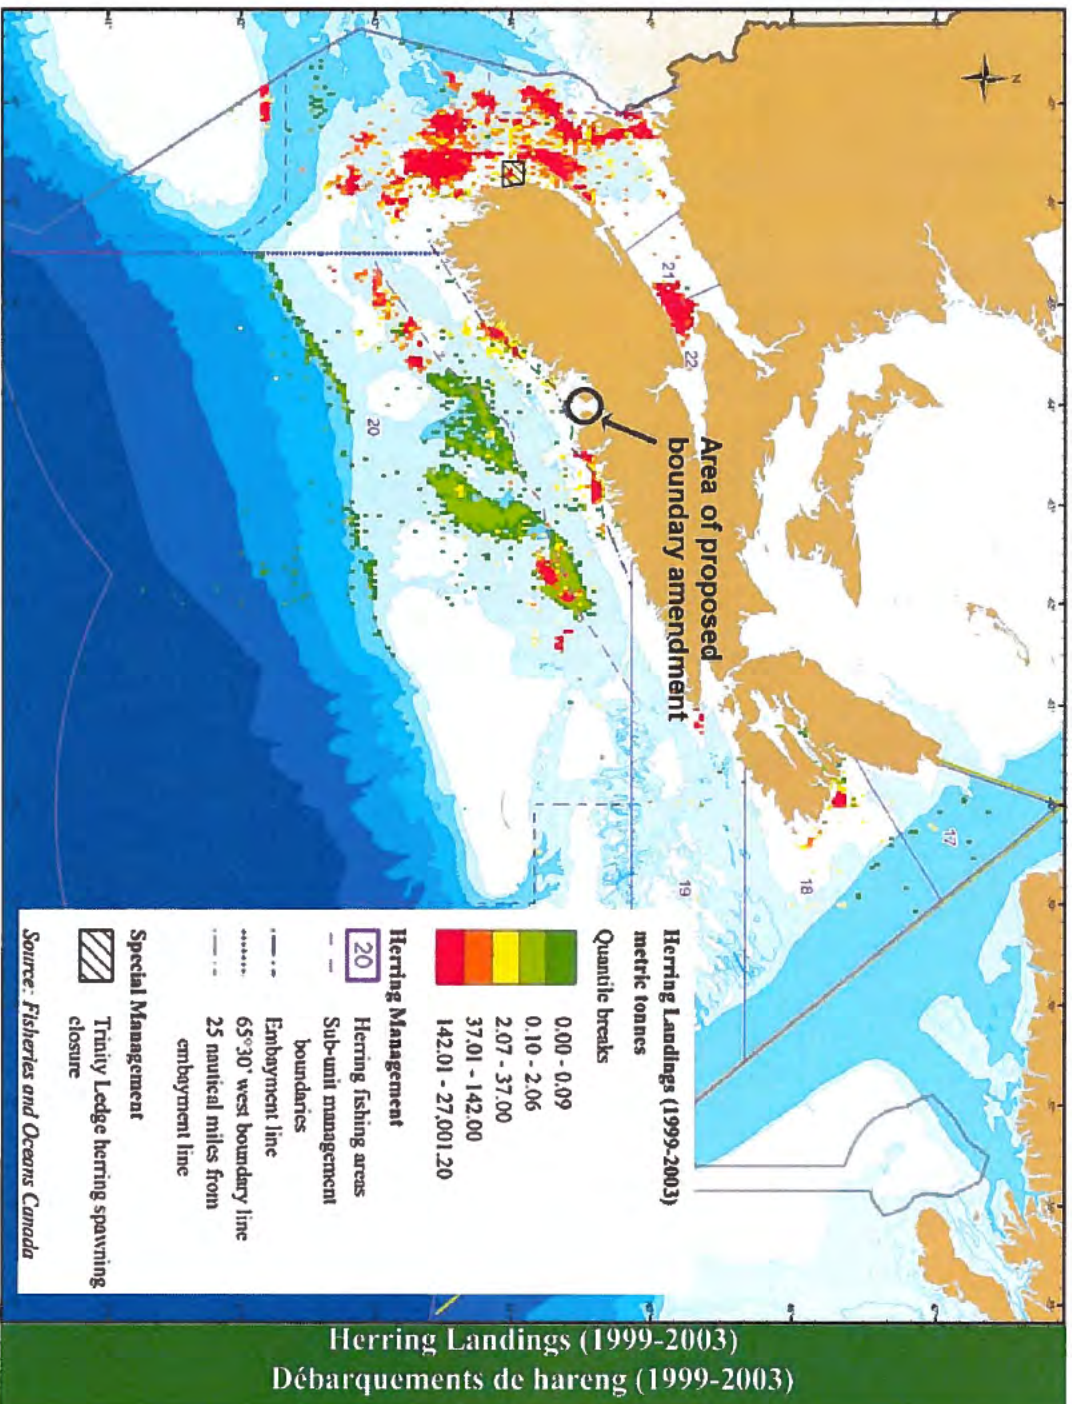 Herring Landings (1999-2003)
Débarquements de hareng (1999-2003)
N
Area of proposed
boundary amendment
21
22
20
17
18
19
Herring Landings (1999-2003)
metric tonnes
Quantile breaks
0.00 - 0.09
0.10 - 2.06
2.07 - 37.00
37.01 - 142.00
142.01 - 27,001.20
Herring Management
20 Herring fishing areas
Sub-unit management
boundaries
Embayment line
65°30' west boundary line
25 nautical miles from
embayment line
Special Management
Trinity Ledge herring spawning
closure
Source: Fisheries and Oceans Canada